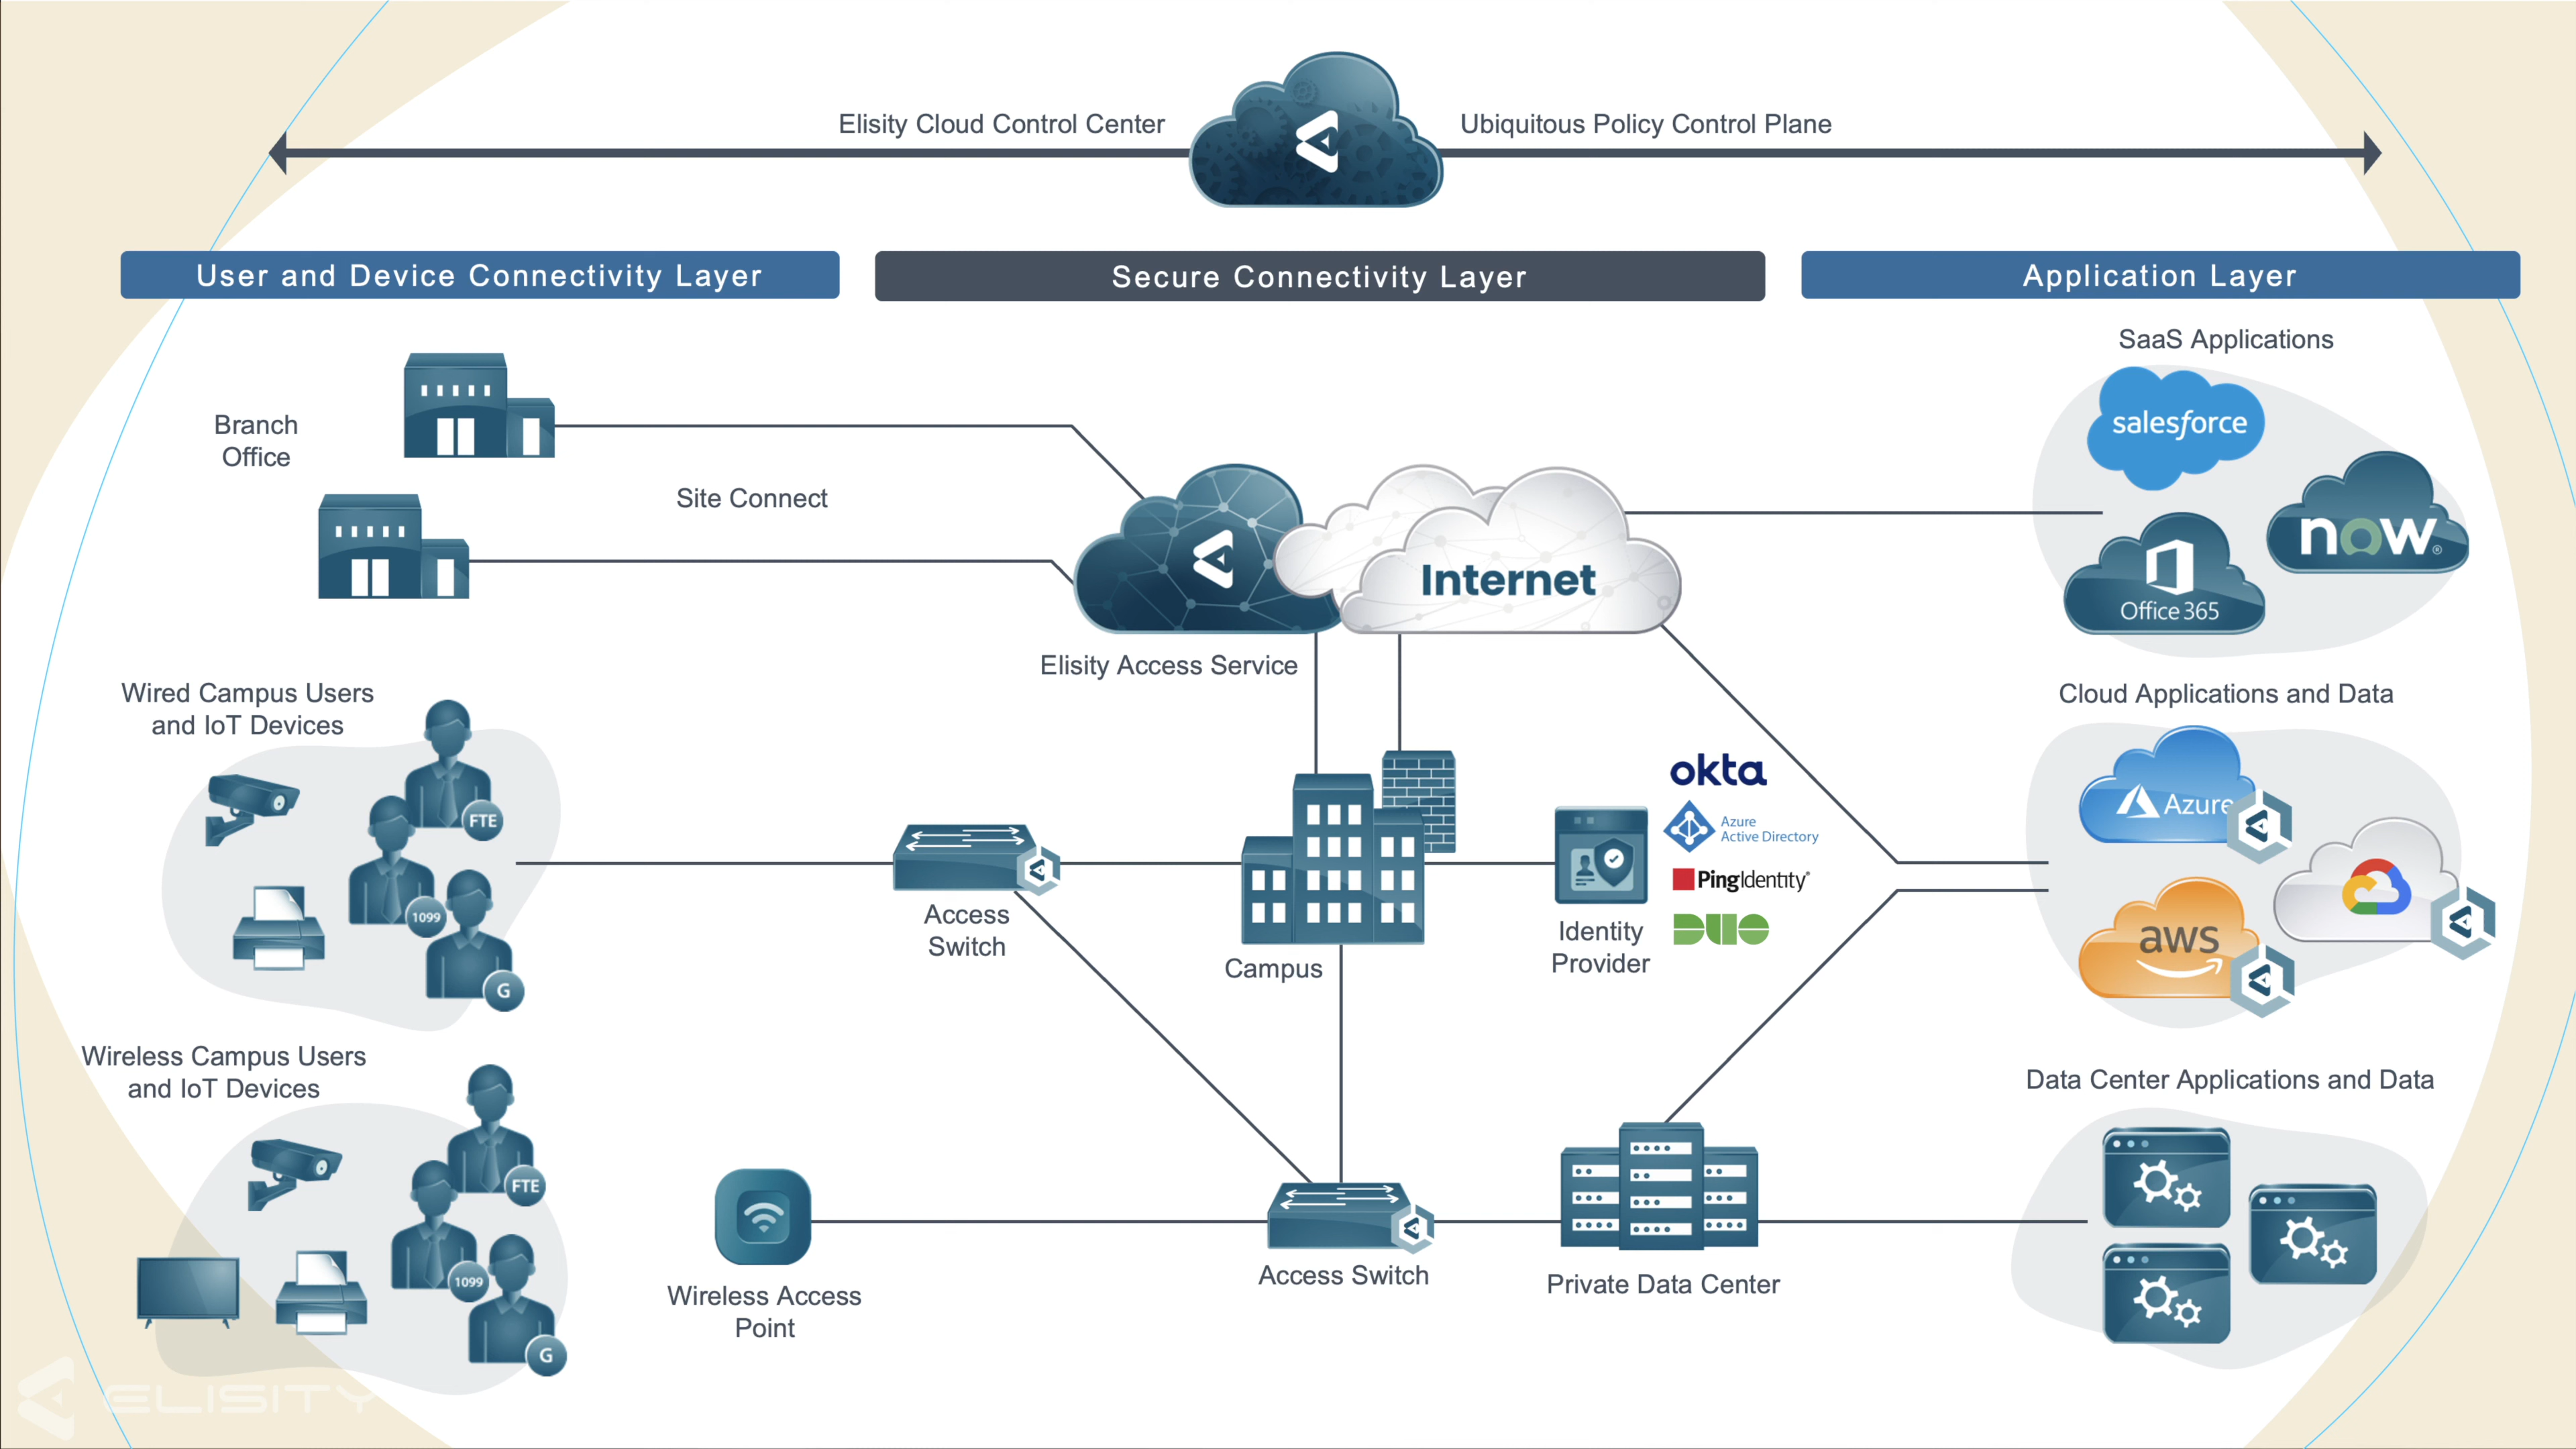 Elisity Cloud Control Center
Ubiquitous Policy Control Plane
User and Device Connectivity Layer
Secure Connectivity Layer
Application Layer
Branch
Office
Site Connect
Internet
Elisity Access Service
SaaS Applications
salesforce
now®
Office 365
Wired Campus Users
and IoT Devices
FTE
1099
G
Access
Switch
Campus
Identity
Provider
okta
Azure
Active Directory
PingIdentity®
DUO
Cloud Applications and Data
Azure
aws
Wireless Campus Users
and IoT Devices
FTE
1099
G
Wireless Access
Point
Access Switch
Private Data Center
Data Center Applications and Data
ELISITY